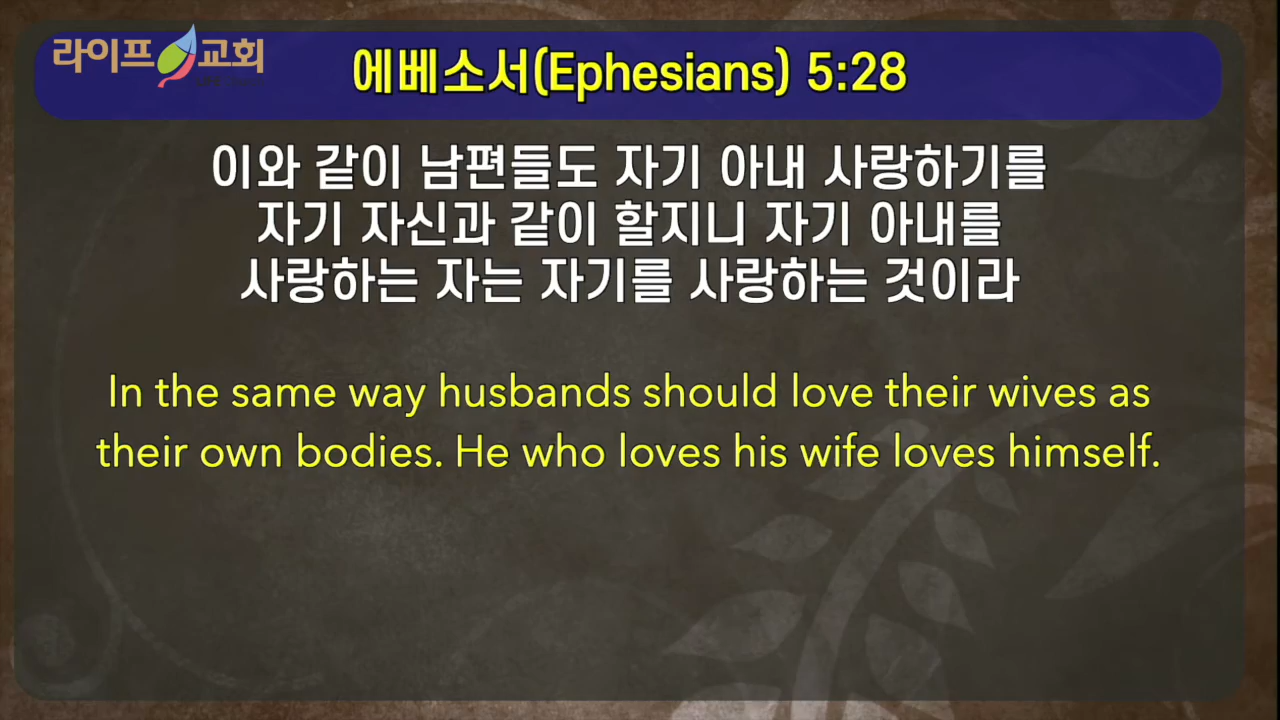 라이프 교회
에베소서(Ephesians) 5:28
이와 같이 남편들도 자기 아내 사랑하기를
자기 자신과 같이 할지니 자기 아내를
사랑하는 자는 자기를 사랑하는 것이라
In the same way husbands should love their wives as
their own bodies. He who loves his wife loves himself.